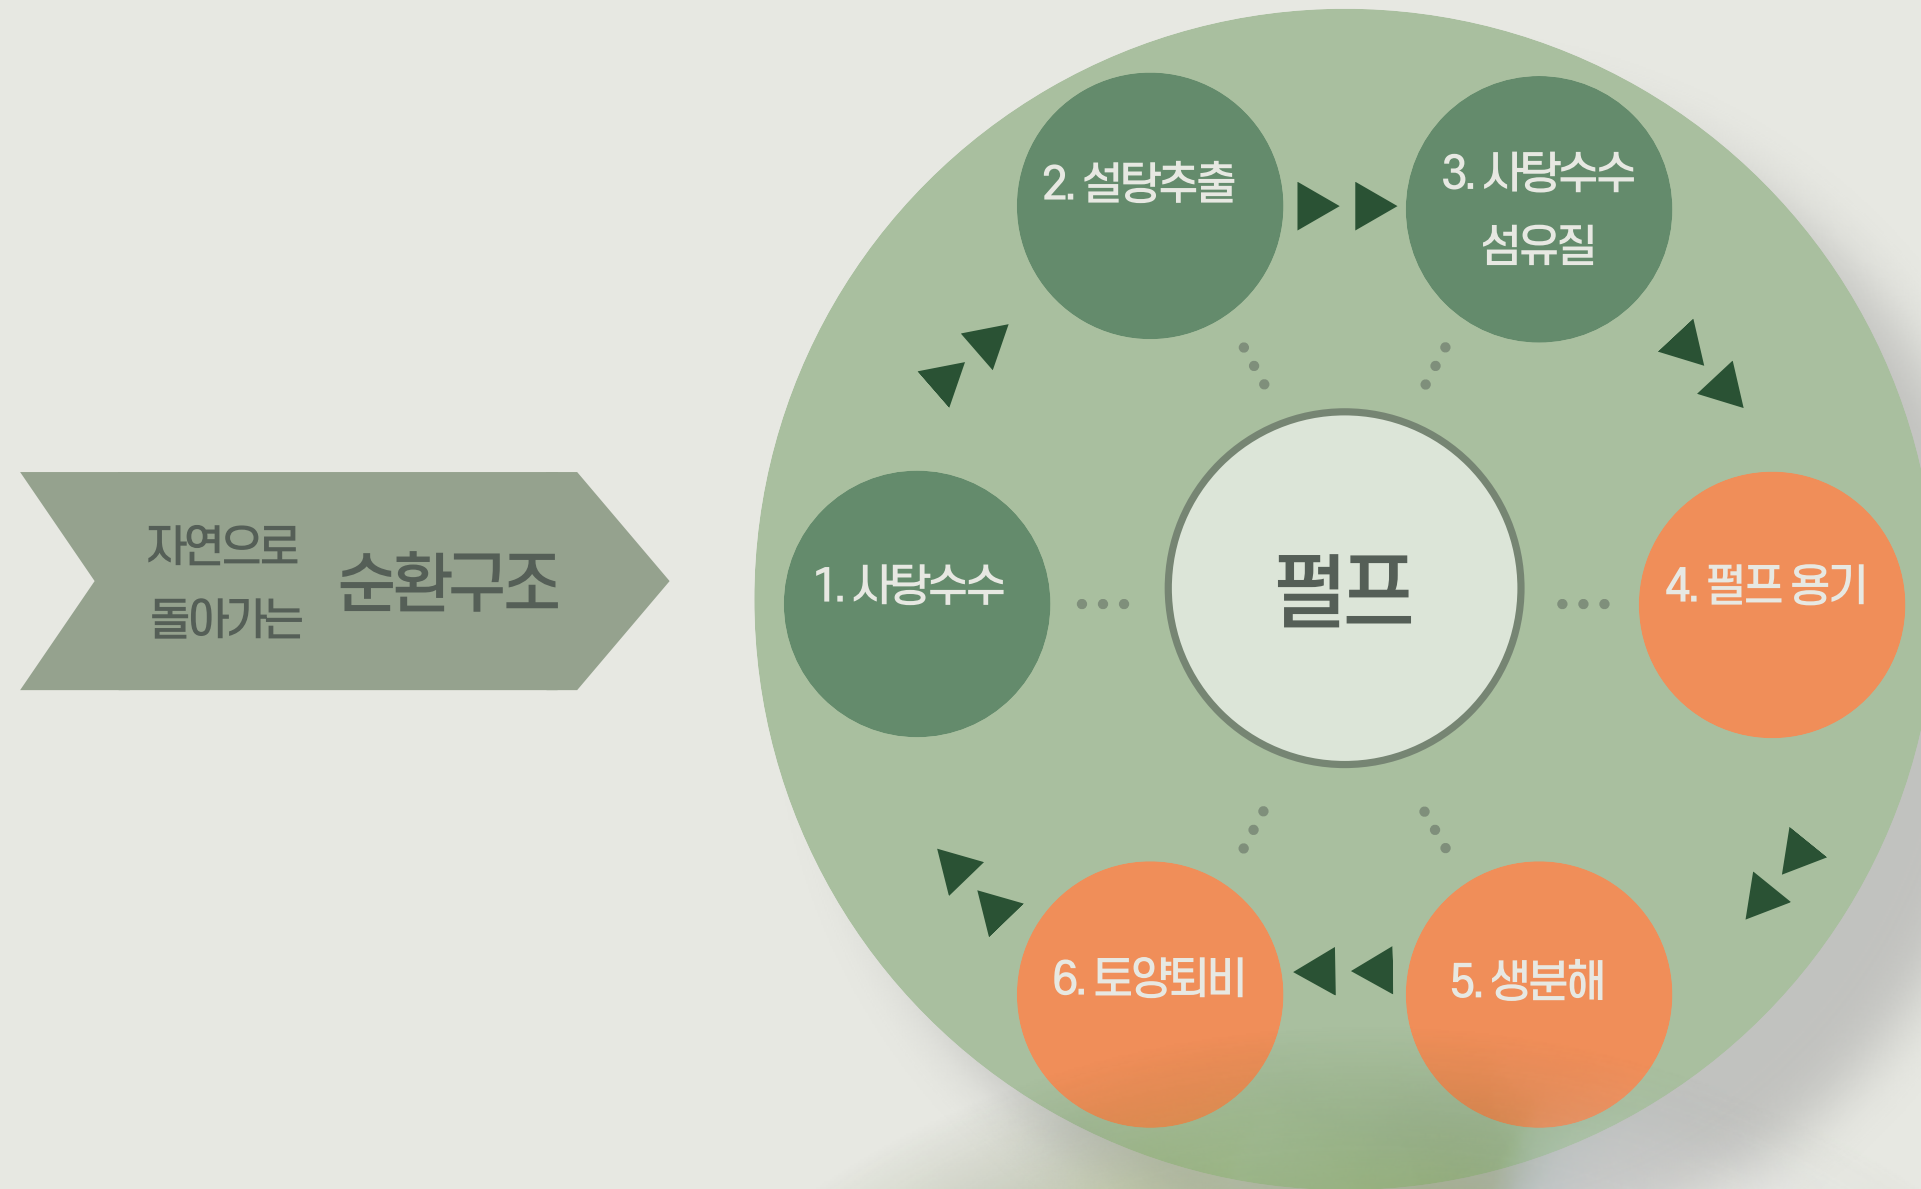 자연으로
돌아가는
순환구조
1. 사탕수수
2. 설탕추출
3. 사탕수수
섬유질
4. 펄프 용기
5. 생분해
6. 토양퇴비
펄프